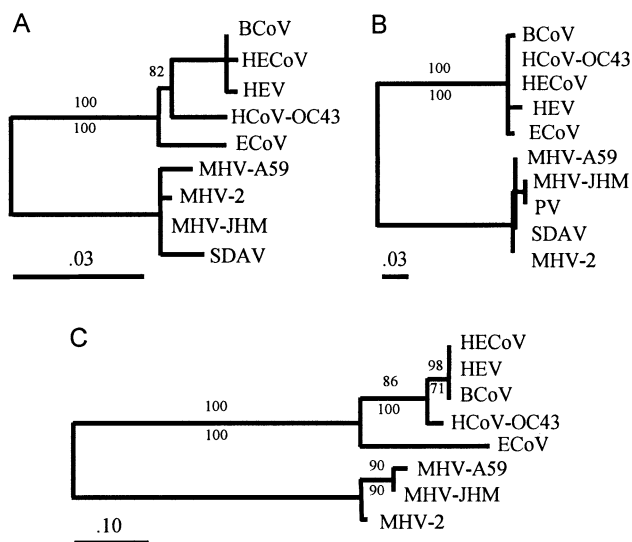 A
BCoV
82
HECoV
HEV
100
100
HCoV-OC43
ECoV
MHV-A59
MHV-2
MHV-JHM
SDAV
.03
B
BCoV
HCoV-OC43
100
100
HECoV
HEV
ECoV
MHV-A59
MHV-JHM
PV
SDAV
MHV-2
.03
C
HECoV
98
HEV
71
BCoV
86
100
HCoV-OC43
100
100
ECoV
90
90
MHV-A59
MHV-JHM
MHV-2
.10